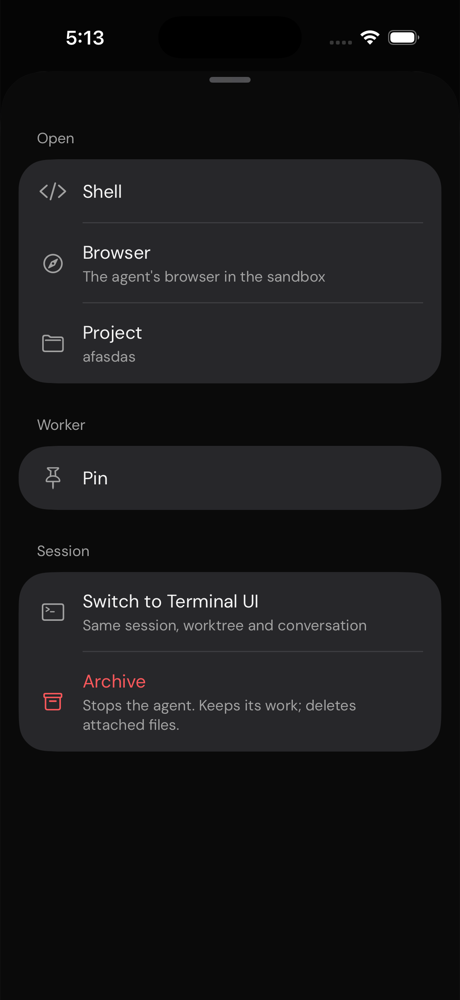 5:13
Open
Shell
Browser
The agent's browser in the sandbox
Project
afasdas
Worker
Pin
Session
Switch to Terminal UI
Same session, worktree and conversation
Archive
Stops the agent. Keeps its work; deletes
attached files.